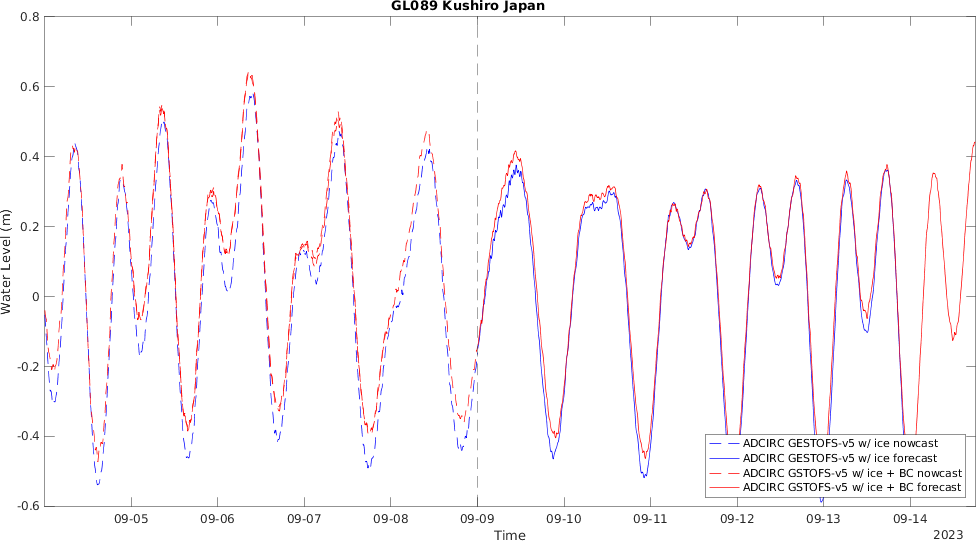 GL089 Kushiro Japan
0.8
0.6
0.4
0.2
0
-0.2
-0.4
-0.6
Water Level (m)
09-05 09-06 09-07 09-08 09-09 09-10 09-11 09-12 09-13 09-14
Time
2023
ADCIRC GESTOFS-v5 w/ ice nowcast
ADCIRC GESTOFS-v5 w/ ice forecast
ADCIRC GSTOFS-v5 w/ ice + BC nowcast
ADCIRC GSTOFS-v5 w/ ice + BC forecast